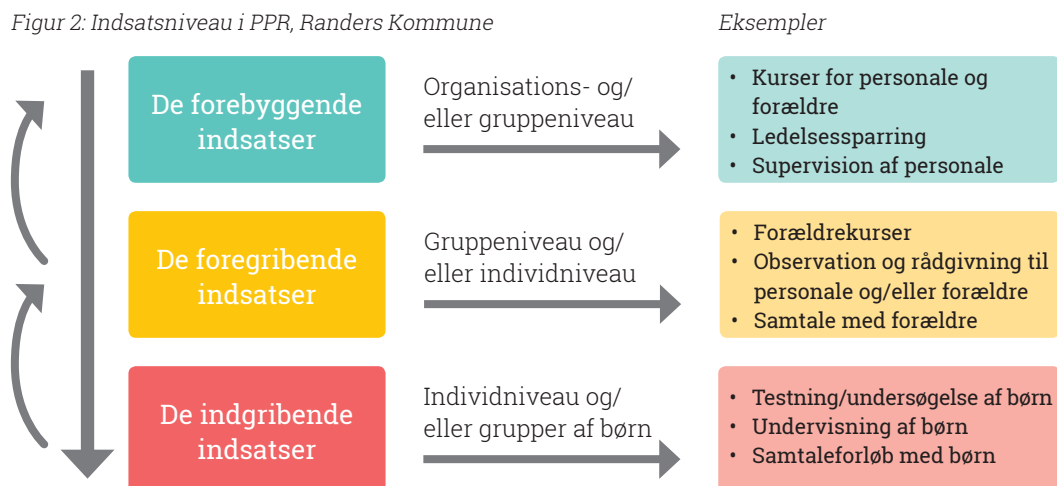 Figur 2: Indsatsniveau i PPR, Randers Kommune
Eksempler
De forebyggende
indsatser
Organisations- og/
eller gruppeniveau
• Kurser for personale og
forældre
• Ledelsessparring
• Supervision af personale
De foregribende
indsatser
Gruppeniveau og/
eller individniveau
• Forældrekurser
• Observation og rådgivning til
personale og/eller forældre
• Samtale med forældre
De indgribende
indsatser
Individniveau og/
eller grupper af børn
• Testning/undersøgelse af børn
• Undervisning af børn
• Samtaleforløb med børn